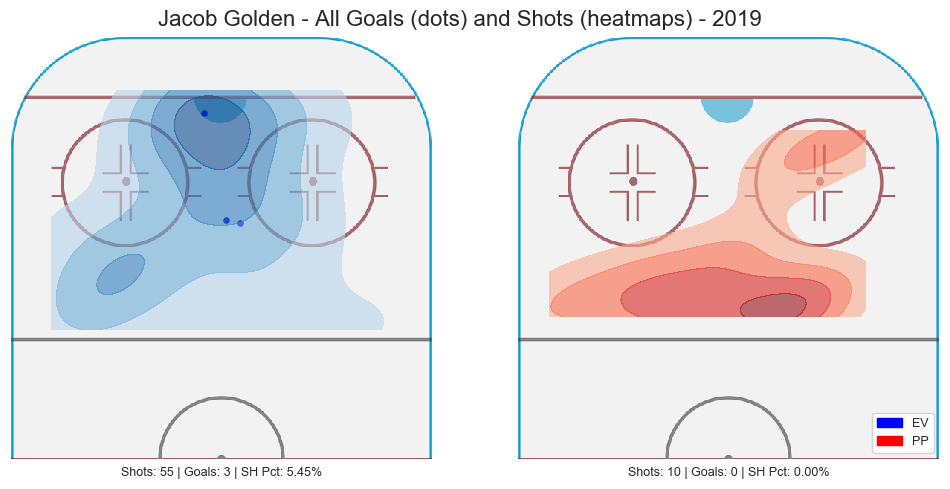 Jacob Golden - All Goals (dots) and Shots (heatmaps) - 2019
EV
PP
Shots: 55 | Goals: 3 | SH Pct: 5.45%
Shots: 10 | Goals: 0 | SH Pct: 0.00%